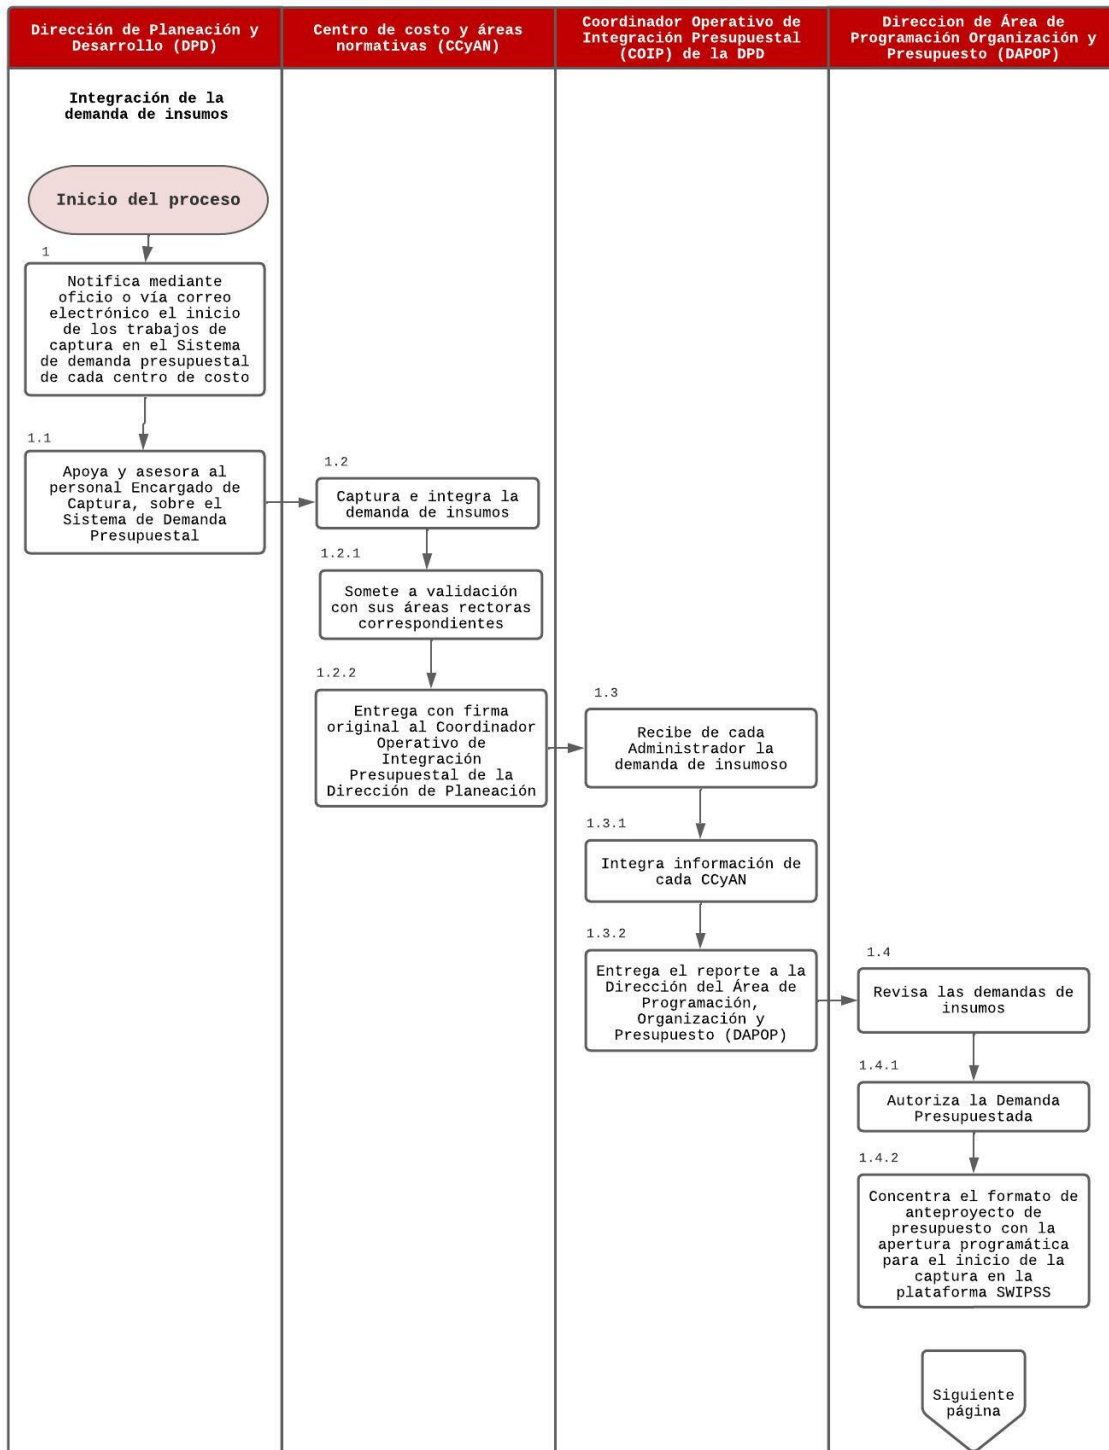 Dirección de Planeación y
Desarrollo (DPD)
Centro de costo y áreas
normativas (CCyAN)
Coordinador Operativo de
Integración Presupuestal
(COIP) de la DPD
Direccion de Área de
Programación Organización y
Presupuesto (DAPOP)
Integración de la
demanda de insumos
Inicio del proceso
1
Notifica mediante
oficio o vía correo
electrónico el inicio
de los trabajos de
captura en el Sistema
de demanda presupuestal
de cada centro de costo
1.1
Apoya y asesora al
personal Encargado de
Captura, sobre el
Sistema de Demanda
Presupuestal
1.2
Captura e integra la
demanda de insumos
1.2.1
Somete a validación
con sus áreas rectoras
correspondientes
1.2.2
Entrega con firma
original al Coordinador
Operativo de
Integración
Presupuestal de la
Dirección de Planeación
1.3
Recibe de cada
Administrador la
demanda de insumoso
1.3.1
Integra información de
cada CCyAN
1.3.2
Entrega el reporte a la
Dirección del Área de
Programación,
Organización y
Presupuesto (DAPOP)
1.4
Revisa las demandas de
insumos
1.4.1
Autoriza la Demanda
Presupuestada
1.4.2
Concentra el formato de
anteproyecto de
presupuesto con la
apertura programática
para el inicio de la
captura en la
plataforma SWIPSS
Siguiente
página